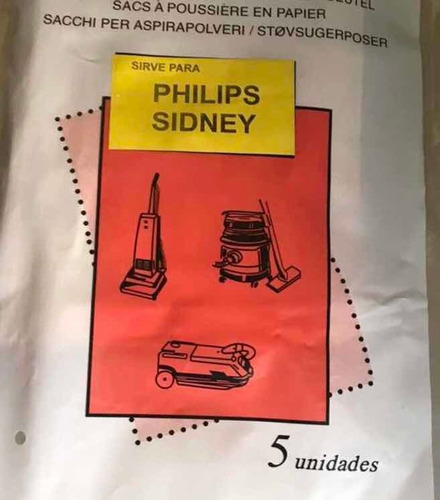 SACS À POUSSIÈRE EN PAPIER
SACCHI PER ASPIRAPOLVERI / STØVSUGERPOSER
SIRVE PARA
PHILIPS
SIDNEY
5 unidades